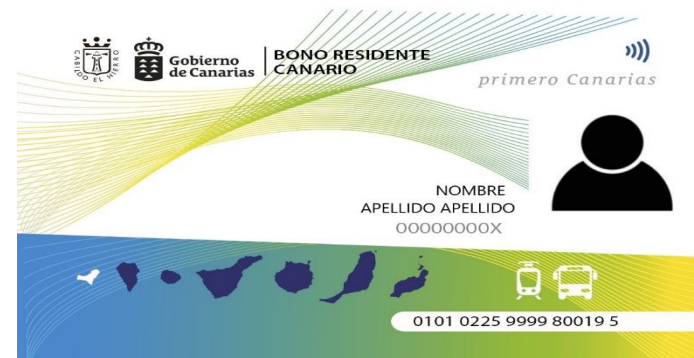 CABILDO EL HIERRO
Gobierno
de Canarias
BONO RESIDENTE
CANARIO
primero Canarias
NOMBRE
APELLIDO APELLIDO
00000000X
0101 0225 9999 80019 5